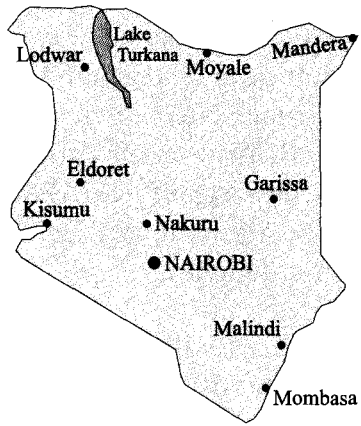 Lake
Turkana
Lodwar
Moyale
Mandera
Eldoret
Garissa
Kisumu
Nakuru
NAIROBI
Malindi
Mombasa